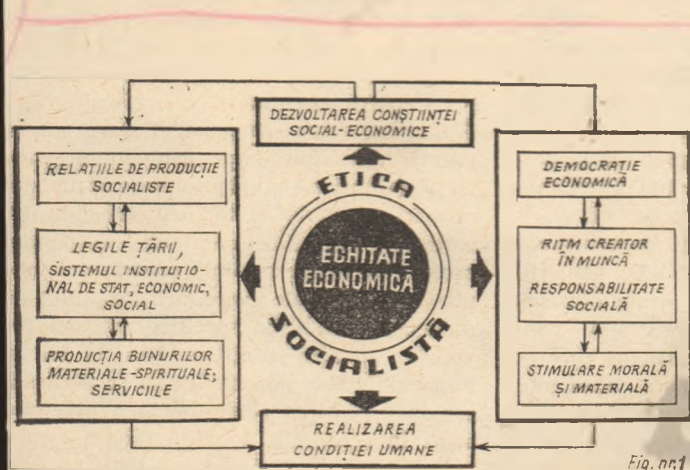 DEZVOLTAREA CONȘTIINȚEI
SOCIAL-ECONOMICE
RELAȚIILE DE PRODUCȚIE
SOCIALISTE
LEGILE ȚĂRII,
SISTEMUL INSTITUȚIO-
NAL DE STAT, ECONOMIC,
SOCIAL
PRODUCȚIA BUNURILOR
MATERIALE-SPIRITUALE;
SERVICIILE
ETICA
ECHITATE
ECONOMICĂ
SOCIALISTĂ
DEMOCRAȚIE
ECONOMICĂ
RITM CREATOR
ÎN MUNCĂ
RESPONSABILITATE
SOCIALĂ
STIMULARE MORALĂ
ȘI MATERIALĂ
REALIZAREA
CONDIȚIEI UMANE
Fig. nr.1